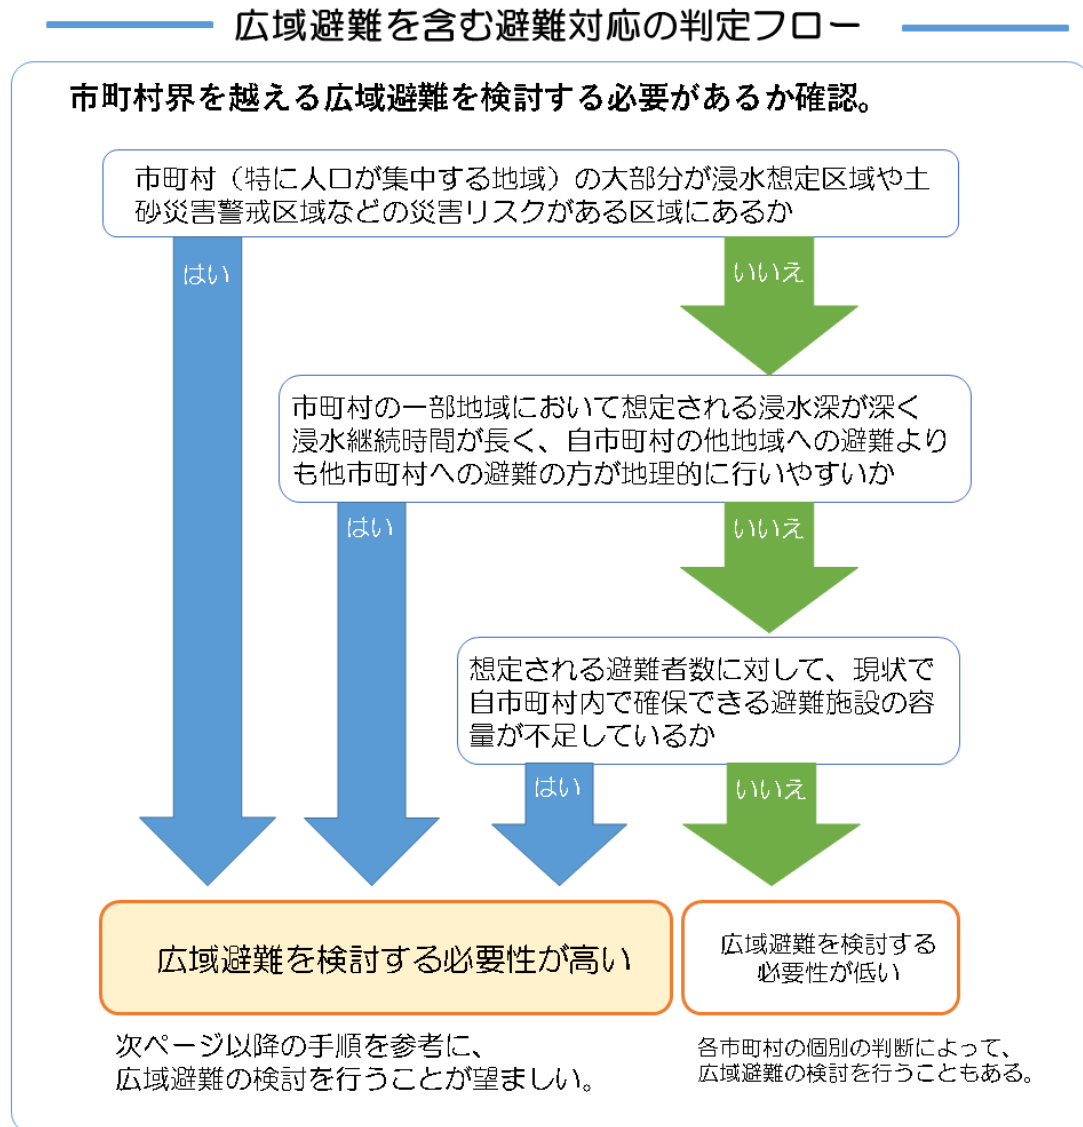 広域避難を含む避難対応の判定フロー
市町村界を越える広域避難を検討する必要があるか確認。
市町村（特に人口が集中する地域）の大部分が浸水想定区域や土
砂災害警戒区域などの災害リスクがある区域にあるか
はい
いいえ
市町村の一部地域において想定される浸水深が深く
浸水継続時間が長く、自市町村の他地域への避難より
も他市町村への避難の方が地理的に行いやすいか
はい
いいえ
想定される避難者数に対して、現状で
自市町村内で確保できる避難施設の容
量が不足しているか
はい
いいえ
広域避難を検討する必要性が高い
広域避難を検討する
必要性が低い
次ページ以降の手順を参考に、
広域避難の検討を行うことが望ましい。
各市町村の個別の判断によって、
広域避難の検討を行うこともある。